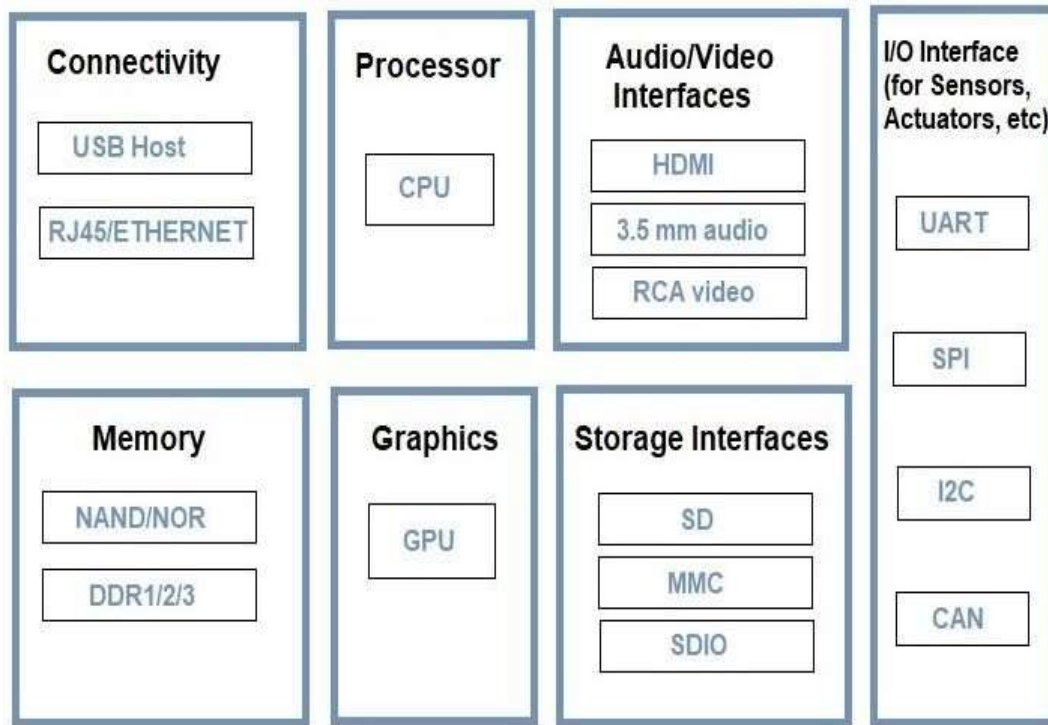 Connectivity
USB Host
RJ45/ETHERNET
Processor
CPU
Audio/Video
Interfaces
HDMI
3.5 mm audio
RCA video
I/O Interface
(for Sensors,
Actuators, etc)
UART
SPI
I2C
CAN
Memory
NAND/NOR
DDR1/2/3
Graphics
GPU
Storage Interfaces
SD
MMC
SDIO